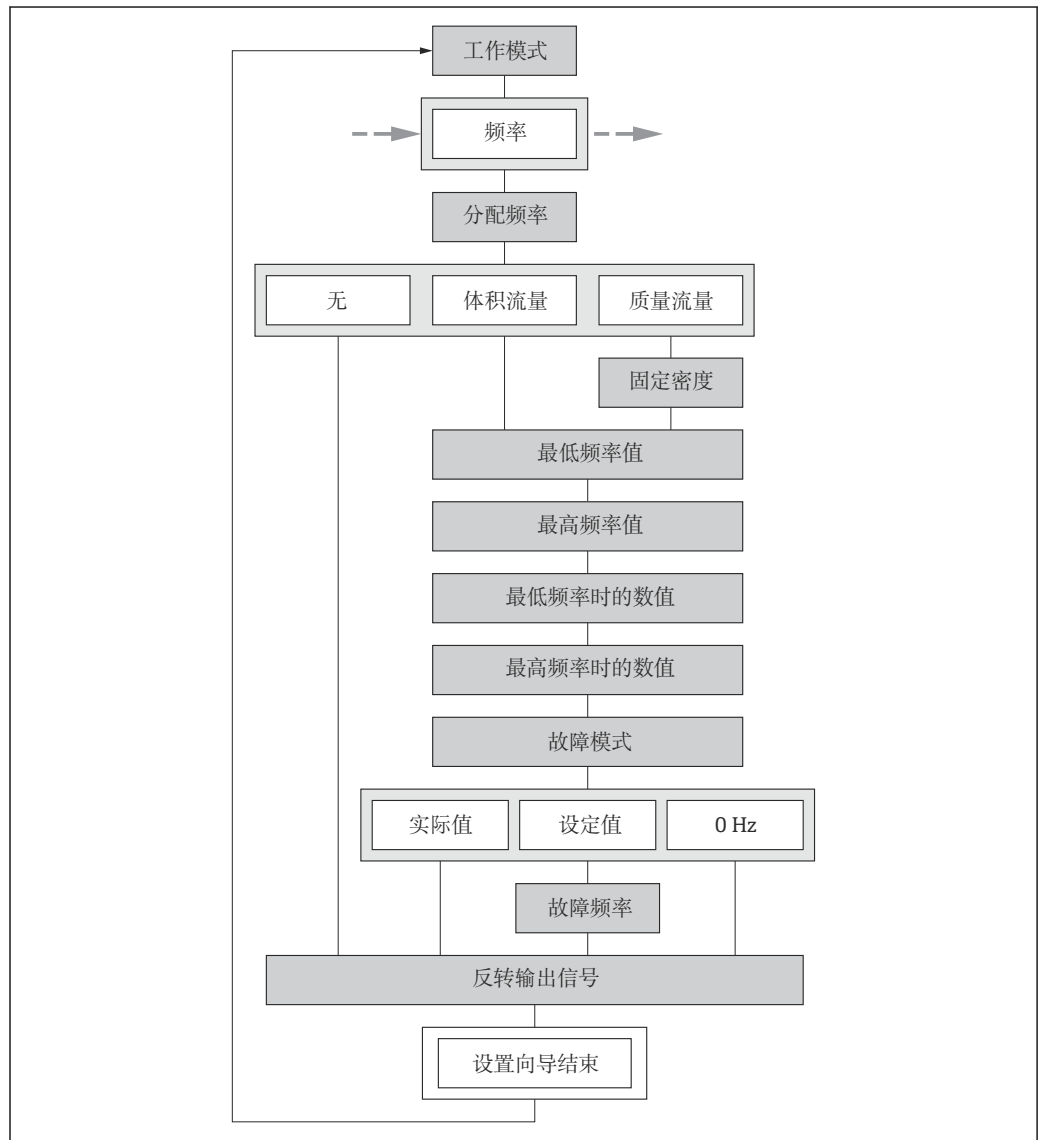 工作模式
频率
分配频率
无
体积流量
质量流量
固定密度
最低频率值
最高频率值
最低频率时的数值
最高频率时的数值
故障模式
实际值
设定值
0 Hz
故障频率
反转输出信号
设置向导结束